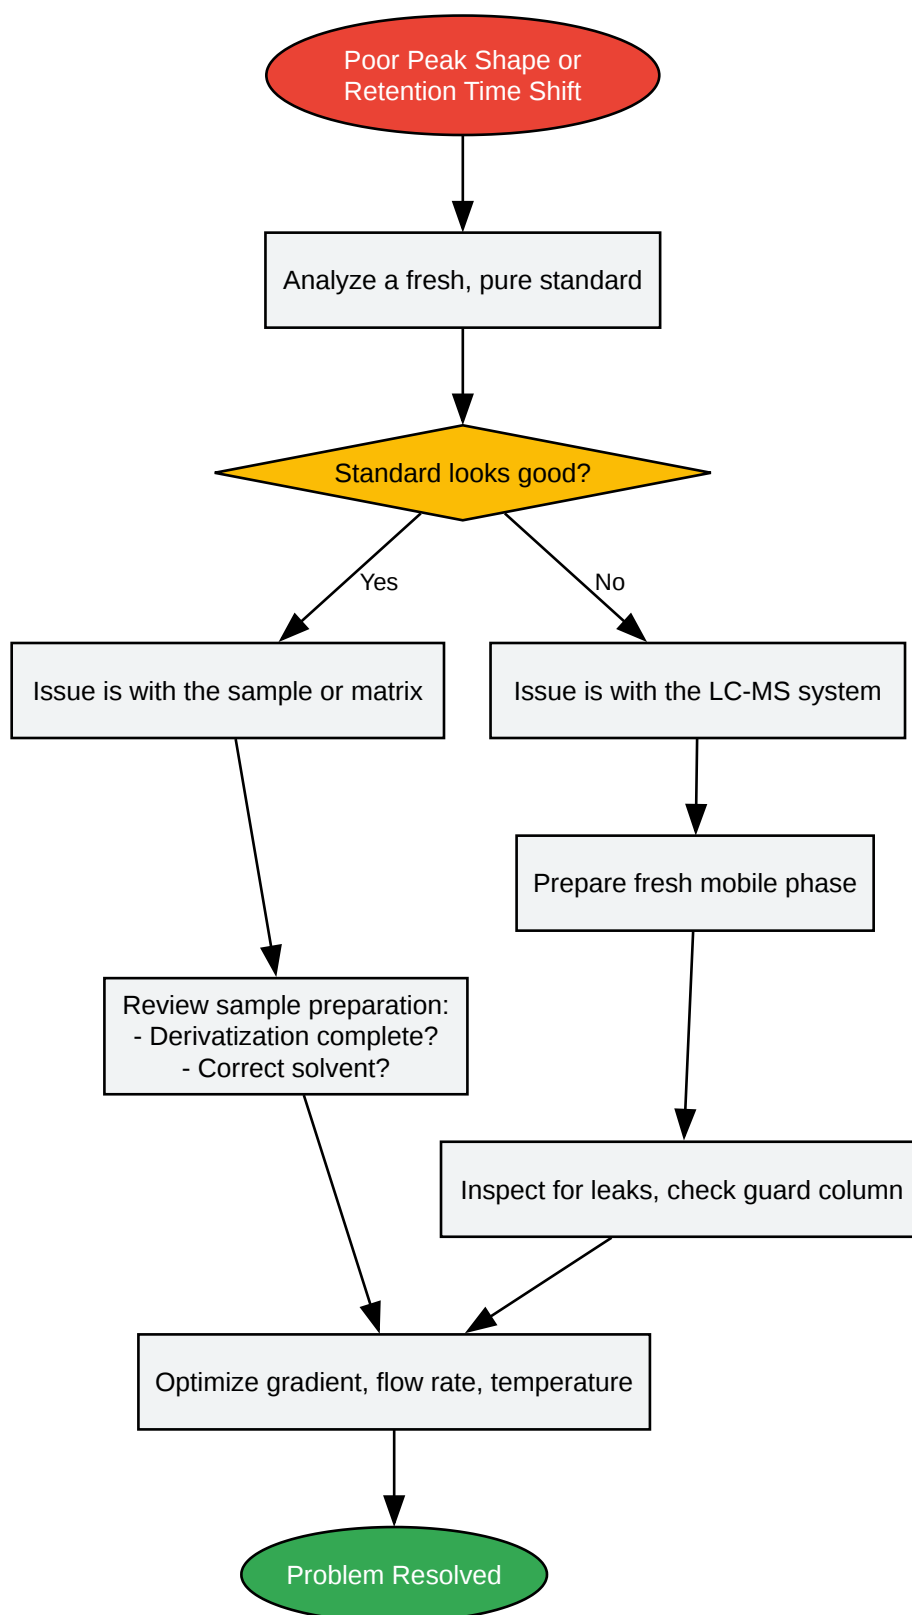 Poor Peak Shape or
Retention Time Shift
Analyze a fresh, pure standard
Standard looks good?
Yes
No
Issue is with the sample or matrix
Issue is with the LC-MS system
Prepare fresh mobile phase
Review sample preparation:
- Derivatization complete?
- Correct solvent?
Inspect for leaks, check guard column
Optimize gradient, flow rate, temperature
Problem Resolved